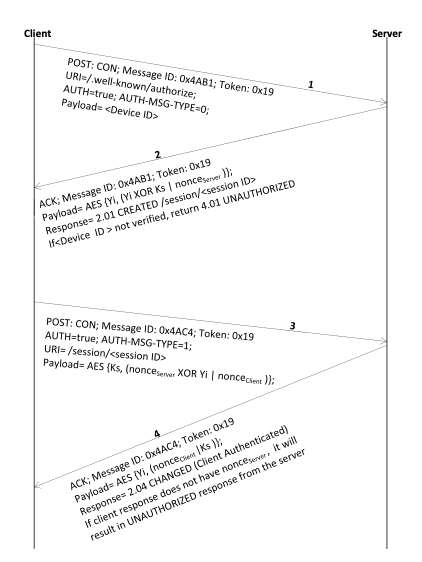 Client
Server
1
POST: CON; Message ID: 0x4AB1; Token: 0x19
URI=/.well-known/authorize;
AUTH=true; AUTH-MSG-TYPE=0;
Payload= <Device ID>
2
ACK; Message ID: 0x4AB1; Token: 0x19
Payload= AES {Yi, (Yi XOR Ks | nonceServer )};
Response= 2.01 CREATED /session/<session ID>
If<Device ID > not verified, return 4.01 UNAUTHORIZED
3
POST: CON; Message ID: 0x4AC4; Token: 0x19
AUTH=true; AUTH-MSG-TYPE=1;
URI= /session/<session ID>
Payload= AES {Ks, (nonceServer XOR Yi | nonceClient )};
4
ACK; Message ID: 0x4AC4; Token: 0x19
Payload= AES {Yi, (nonceClient |Ks )};
Response= 2.04 CHANGED (Client Authenticated)
If client response does not have nonceServer, it will
result in UNAUTHORIZED response from the server